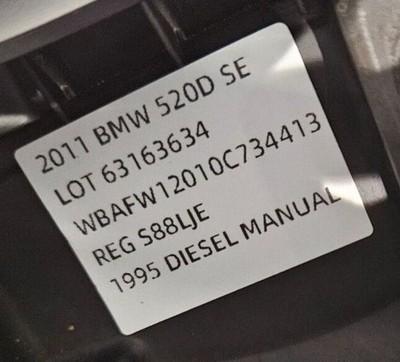 2011 BMW 520D SE
LOT 63163634
WBAFW12010C734413
REG S88LJE
1995 DIESEL MANUAL